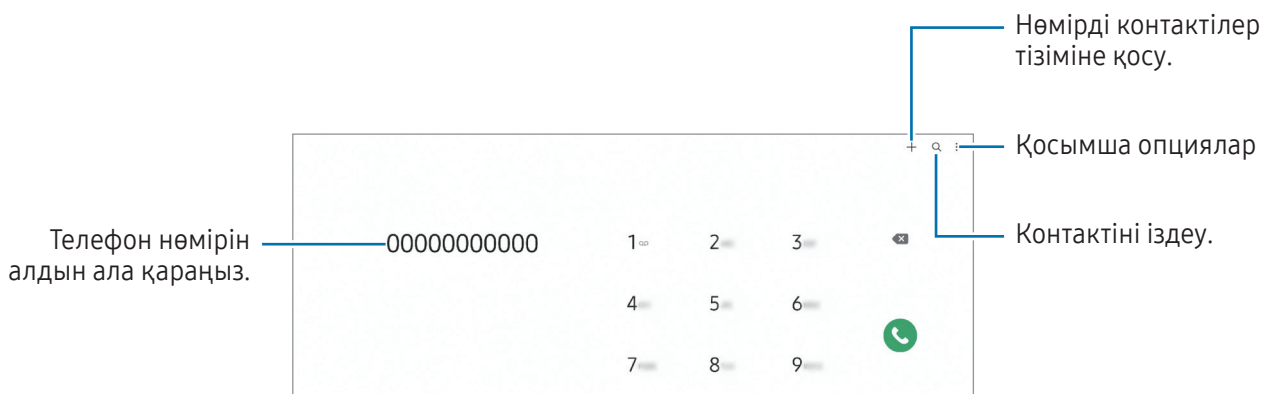 Нөмірді контактілер
тізіміне қосу.
Қосымша опциялар
Контактіні іздеу.
Телефон нөмірін
алдын ала қараңыз.
00000000000
1 2 3
4 5 6
7 8 9